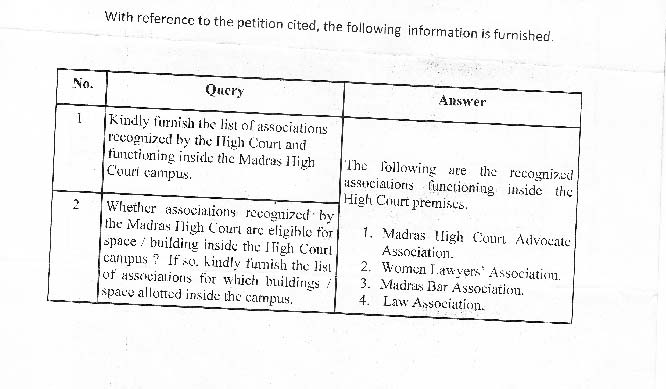 With reference to the petition cited, the following information is furnished.
No.
Query
Answer
1
Kindly furnish the list of associations
recognized by the High Court and
functioning inside the Madras High
Court campus.
2
Whether associations recognized by
the Madras High Court are eligible for
space / building inside the High Court
campus ? If so, kindly furnish the list
of associations for which buildings /
space allotted inside the campus.
The following are the recognized
associations functioning inside the
High Court premises.
1. Madras High Court Advocate
Association.
2. Women Lawyers' Association.
3. Madras Bar Association.
4. Law Association.